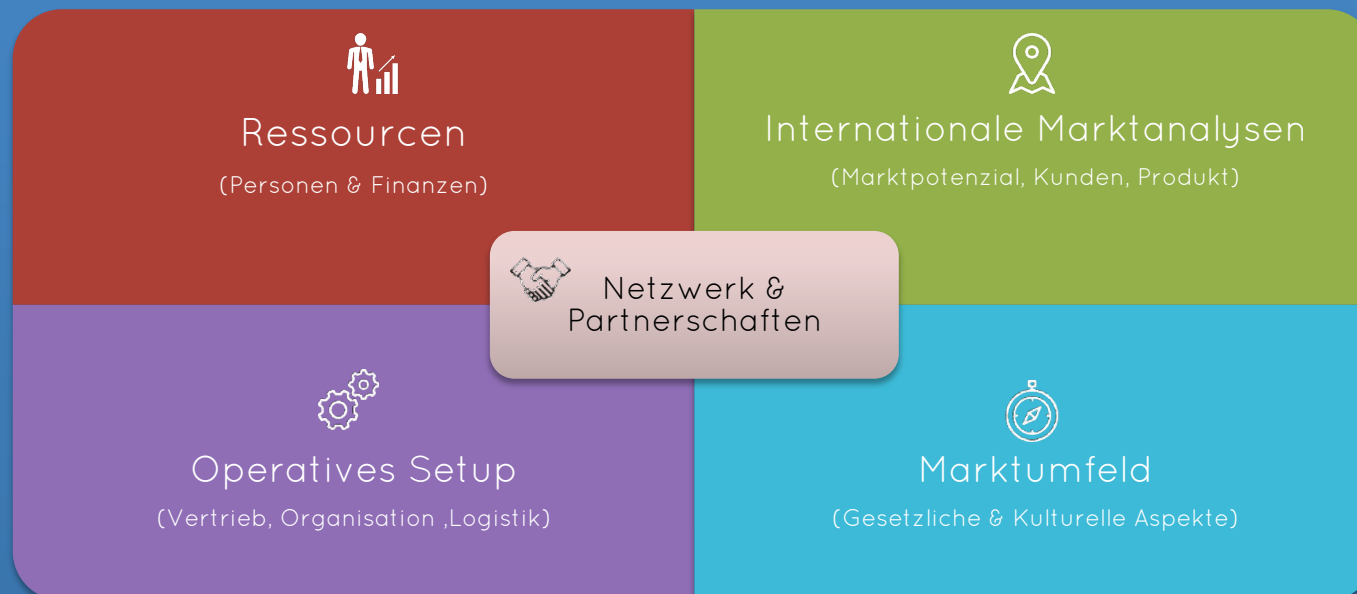 Ressourcen
(Personen & Finanzen)
Internationale Marktanalysen
(Marktpotenzial, Kunden, Produkt)
Netzwerk &
Partnerschaften
Operatives Setup
(Vertrieb, Organisation ,Logistik)
Marktumfeld
(Gesetzliche & Kulturelle Aspekte)